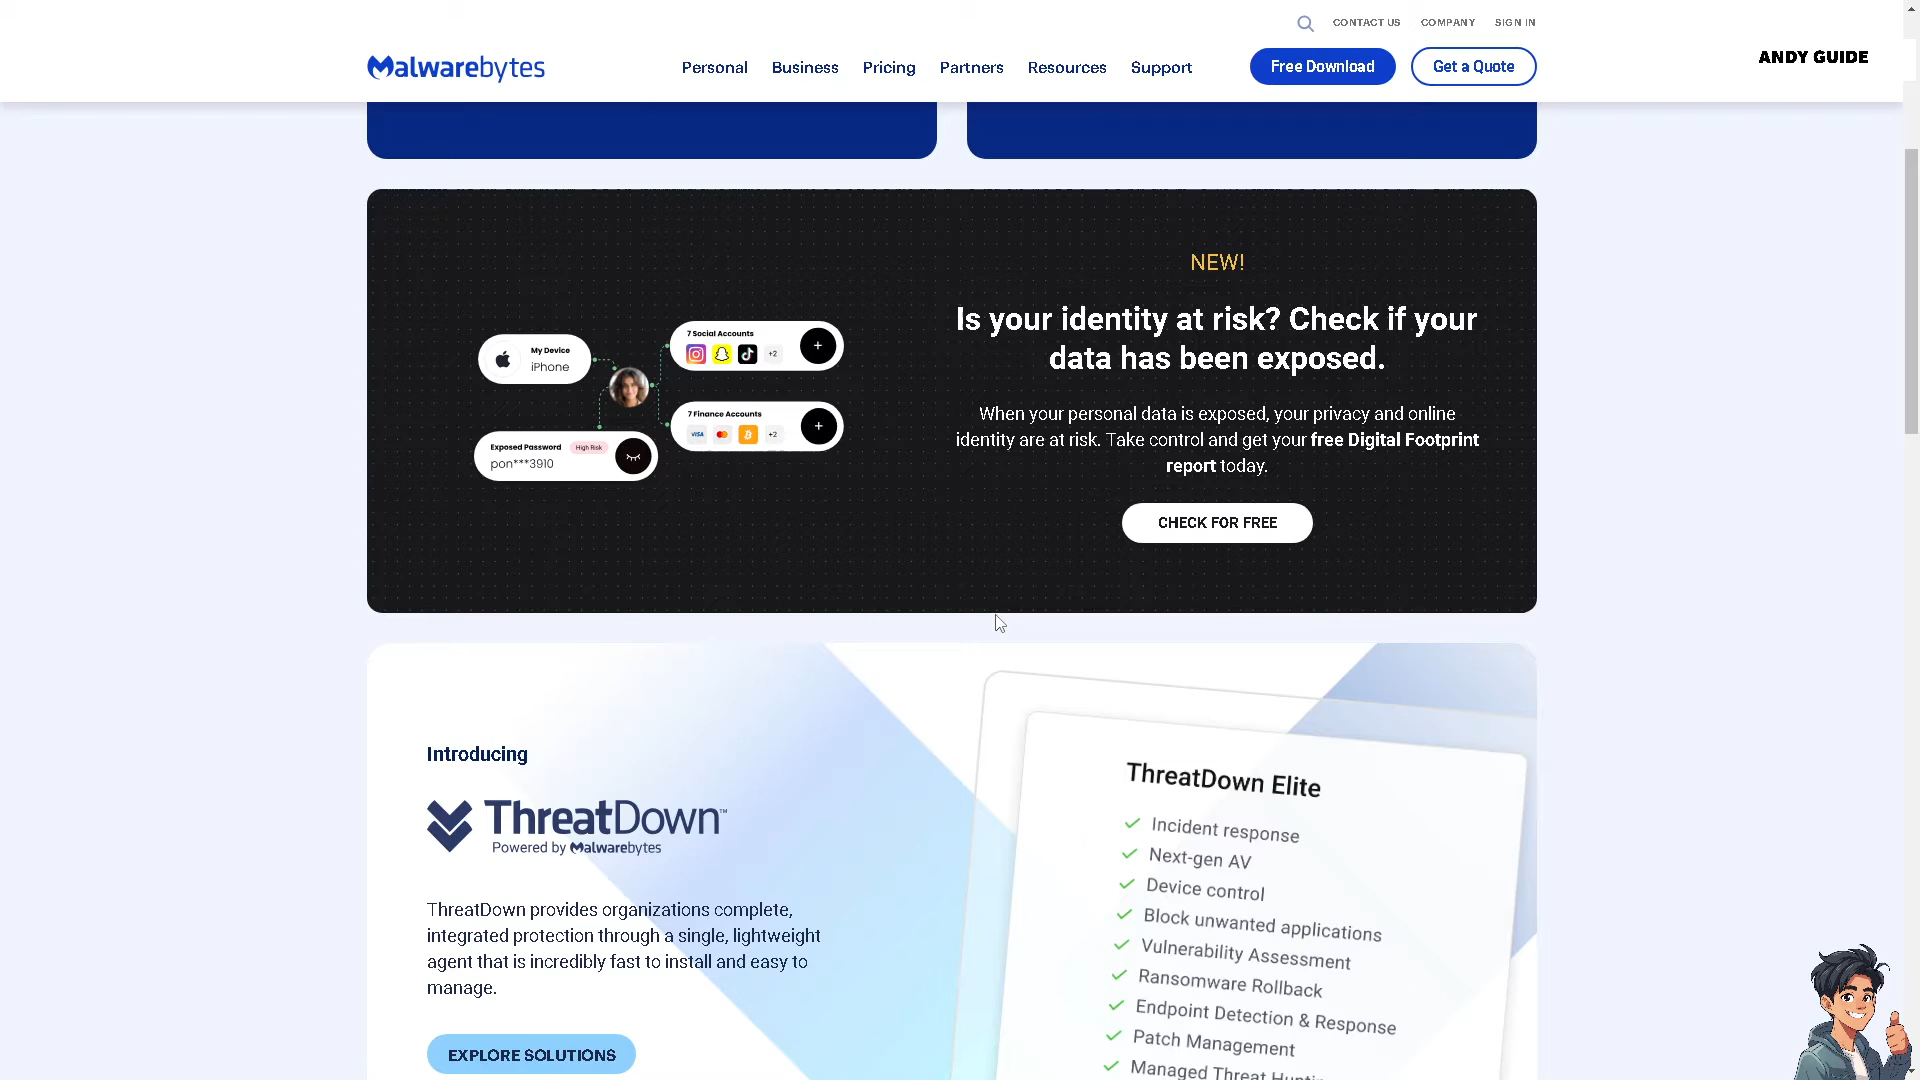 CONTACT US COMPANY SIGN IN
Malwarebytes Personal Business Pricing Partners Resources Support Free Download Get a Quote
ANDY GUIDE
NEW!
Is your identity at risk? Check if your
data has been exposed.
When your personal data is exposed, your privacy and online
identity are at risk. Take control and get your free Digital Footprint
report today.
CHECK FOR FREE
My Device
iPhone
7 Social Accounts
+2
+
7 Finance Accounts
VISA
+2
+
Exposed Password High Risk
pon***3910
Introducing
ThreatDown™
Powered by Malwarebytes
ThreatDown provides organizations complete,
integrated protection through a single, lightweight
agent that is incredibly fast to install and easy to
manage.
EXPLORE SOLUTIONS
ThreatDown Elite
Incident response
Next-gen AV
Device control
Block unwanted applications
Vulnerability Assessment
Ransomware Rollback
Endpoint Detection & Response
Patch Management
Managed Threat